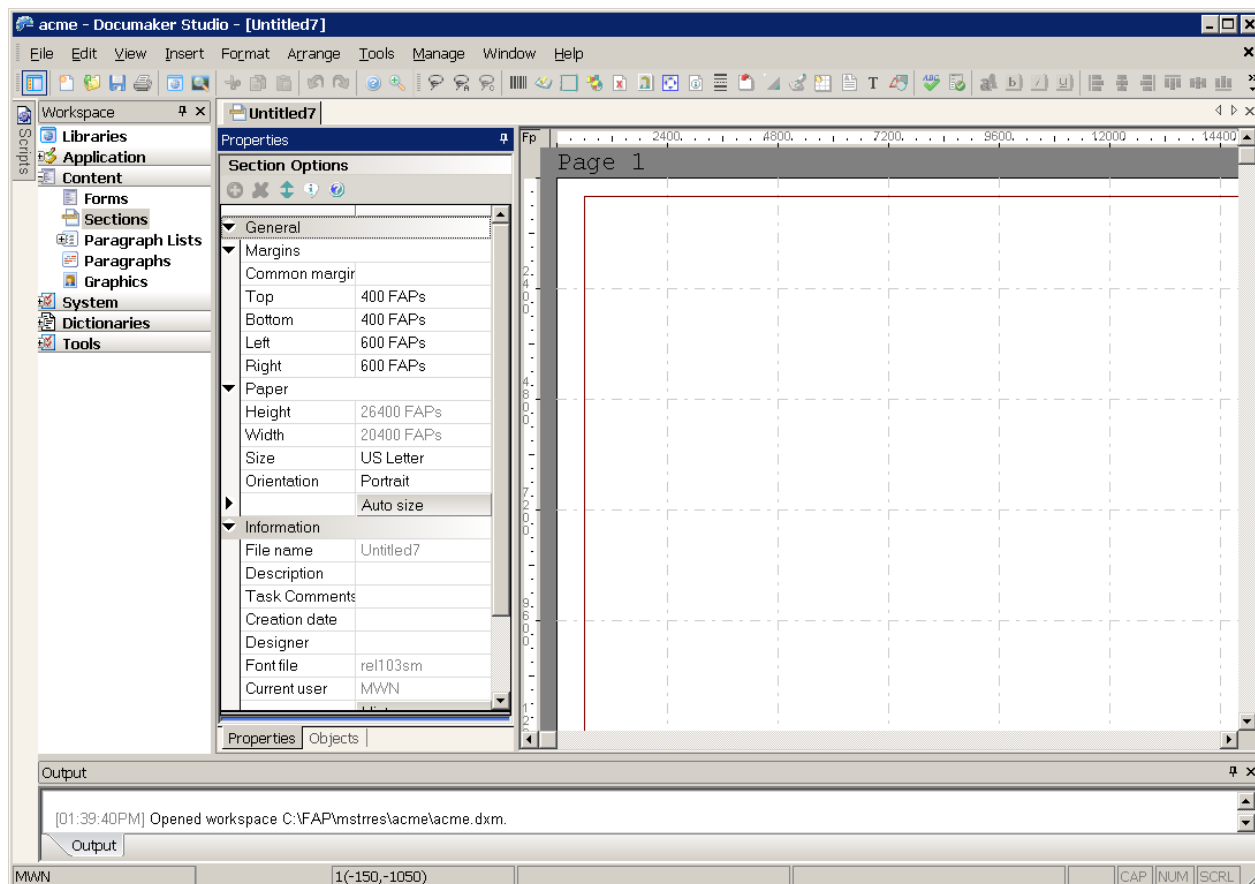 acme - Documaker Studio - [Untitled7]
File Edit View Insert Format Arrange Tools Manage Window Help
Workspace
Untitled7
Scripts
Libraries
Application
Content
Forms
Sections
Paragraph Lists
Paragraphs
Graphics
System
Dictionaries
Tools
Properties
Section Options
General
Margins
Common margin
Top 400 FAPs
Bottom 400 FAPs
Left 600 FAPs
Right 600 FAPs
Paper
Height 26400 FAPs
Width 20400 FAPs
Size US Letter
Orientation Portrait
Auto size
Information
File name Untitled7
Description
Task Comments
Creation date
Designer
Font file rel103sm
Current user MWN
Properties Objects
Fp 2400 4800 7200 9600 12000 14400
Page 1
2400
4800
7200
9600
Output
[01:39:40PM] Opened workspace C:\FAP\mstrres\acme\acme.dxm.
Output
MWN 1(-150,-1050) CAP NUM SCRL